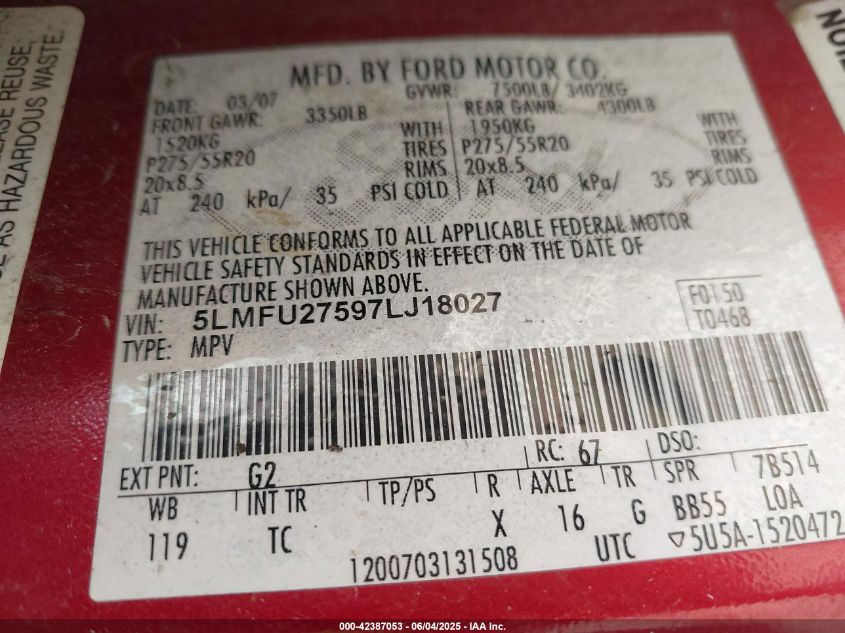 EASE REUSE,
E AS HAZARDOUS WASTE.
MFD. BY FORD MOTOR CO.
DATE: 03/07 GVWR: 7500LB/ 3402KG
FRONT GAWR: 3350LB REAR GAWR: 4300LB
1520KG WITH 1950KG WITH
P275/55R20 TIRES P275/55R20 TIRES
20x8.5 RIMS 20x8.5 RIMS
AT 240 kPa/ 35 PSI COLD AT 240 kPa/ 35 PSI COLD
THIS VEHICLE CONFORMS TO ALL APPLICABLE FEDERAL MOTOR
VEHICLE SAFETY STANDARDS IN EFFECT ON THE DATE OF
MANUFACTURE SHOWN ABOVE.
VIN: 5LMFU27597LJ18027 F0150
TYPE: MPV T0468
EXT PNT: G2 RC: 67 DSO:
WB INT TR TP/PS R AXLE TR SPR 7B514
119 TC X 16 G BB55 LOA
1200703131508 UTC ▽5U5A-1520472
000-42387053 - 06/04/2025 - IAA Inc.